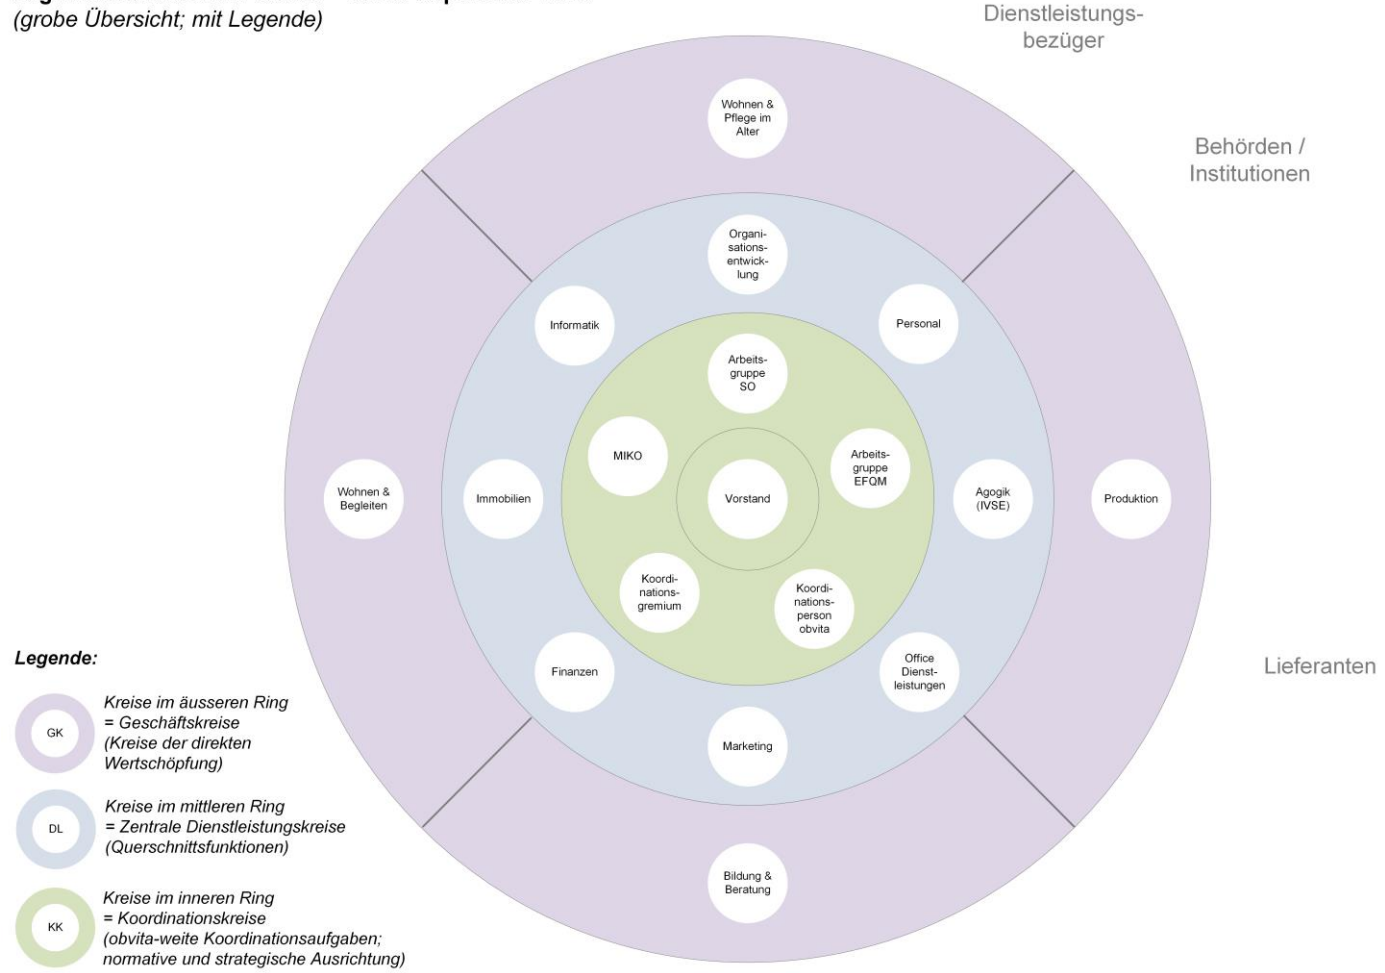 (grobe Übersicht; mit Legende)
Dienstleistungs-
bezüger
Behörden /
Institutionen
Lieferanten
Wohnen &
Pflege im
Alter
Organi-
sations-
entwick-
lung
Informatik
Personal
Arbeits-
gruppe
SO
MIKO
Arbeits-
gruppe
EFQM
Wohnen &
Begleiten
Immobilien
Vorstand
Agogik
(IVSE)
Produktion
Koordi-
nations-
gremium
Koordi-
nations-
person
obvita
Finanzen
Office
Dienst-
leistungen
Marketing
Bildung &
Beratung
Legende:
GK
Kreise im äusseren Ring
= Geschäftskreise
(Kreise der direkten
Wertschöpfung)
DL
Kreise im mittleren Ring
= Zentrale Dienstleistungskreise
(Querschnittsfunktionen)
KK
Kreise im inneren Ring
= Koordinationskreise
(obvita-weite Koordinationsaufgaben;
normative und strategische Ausrichtung)